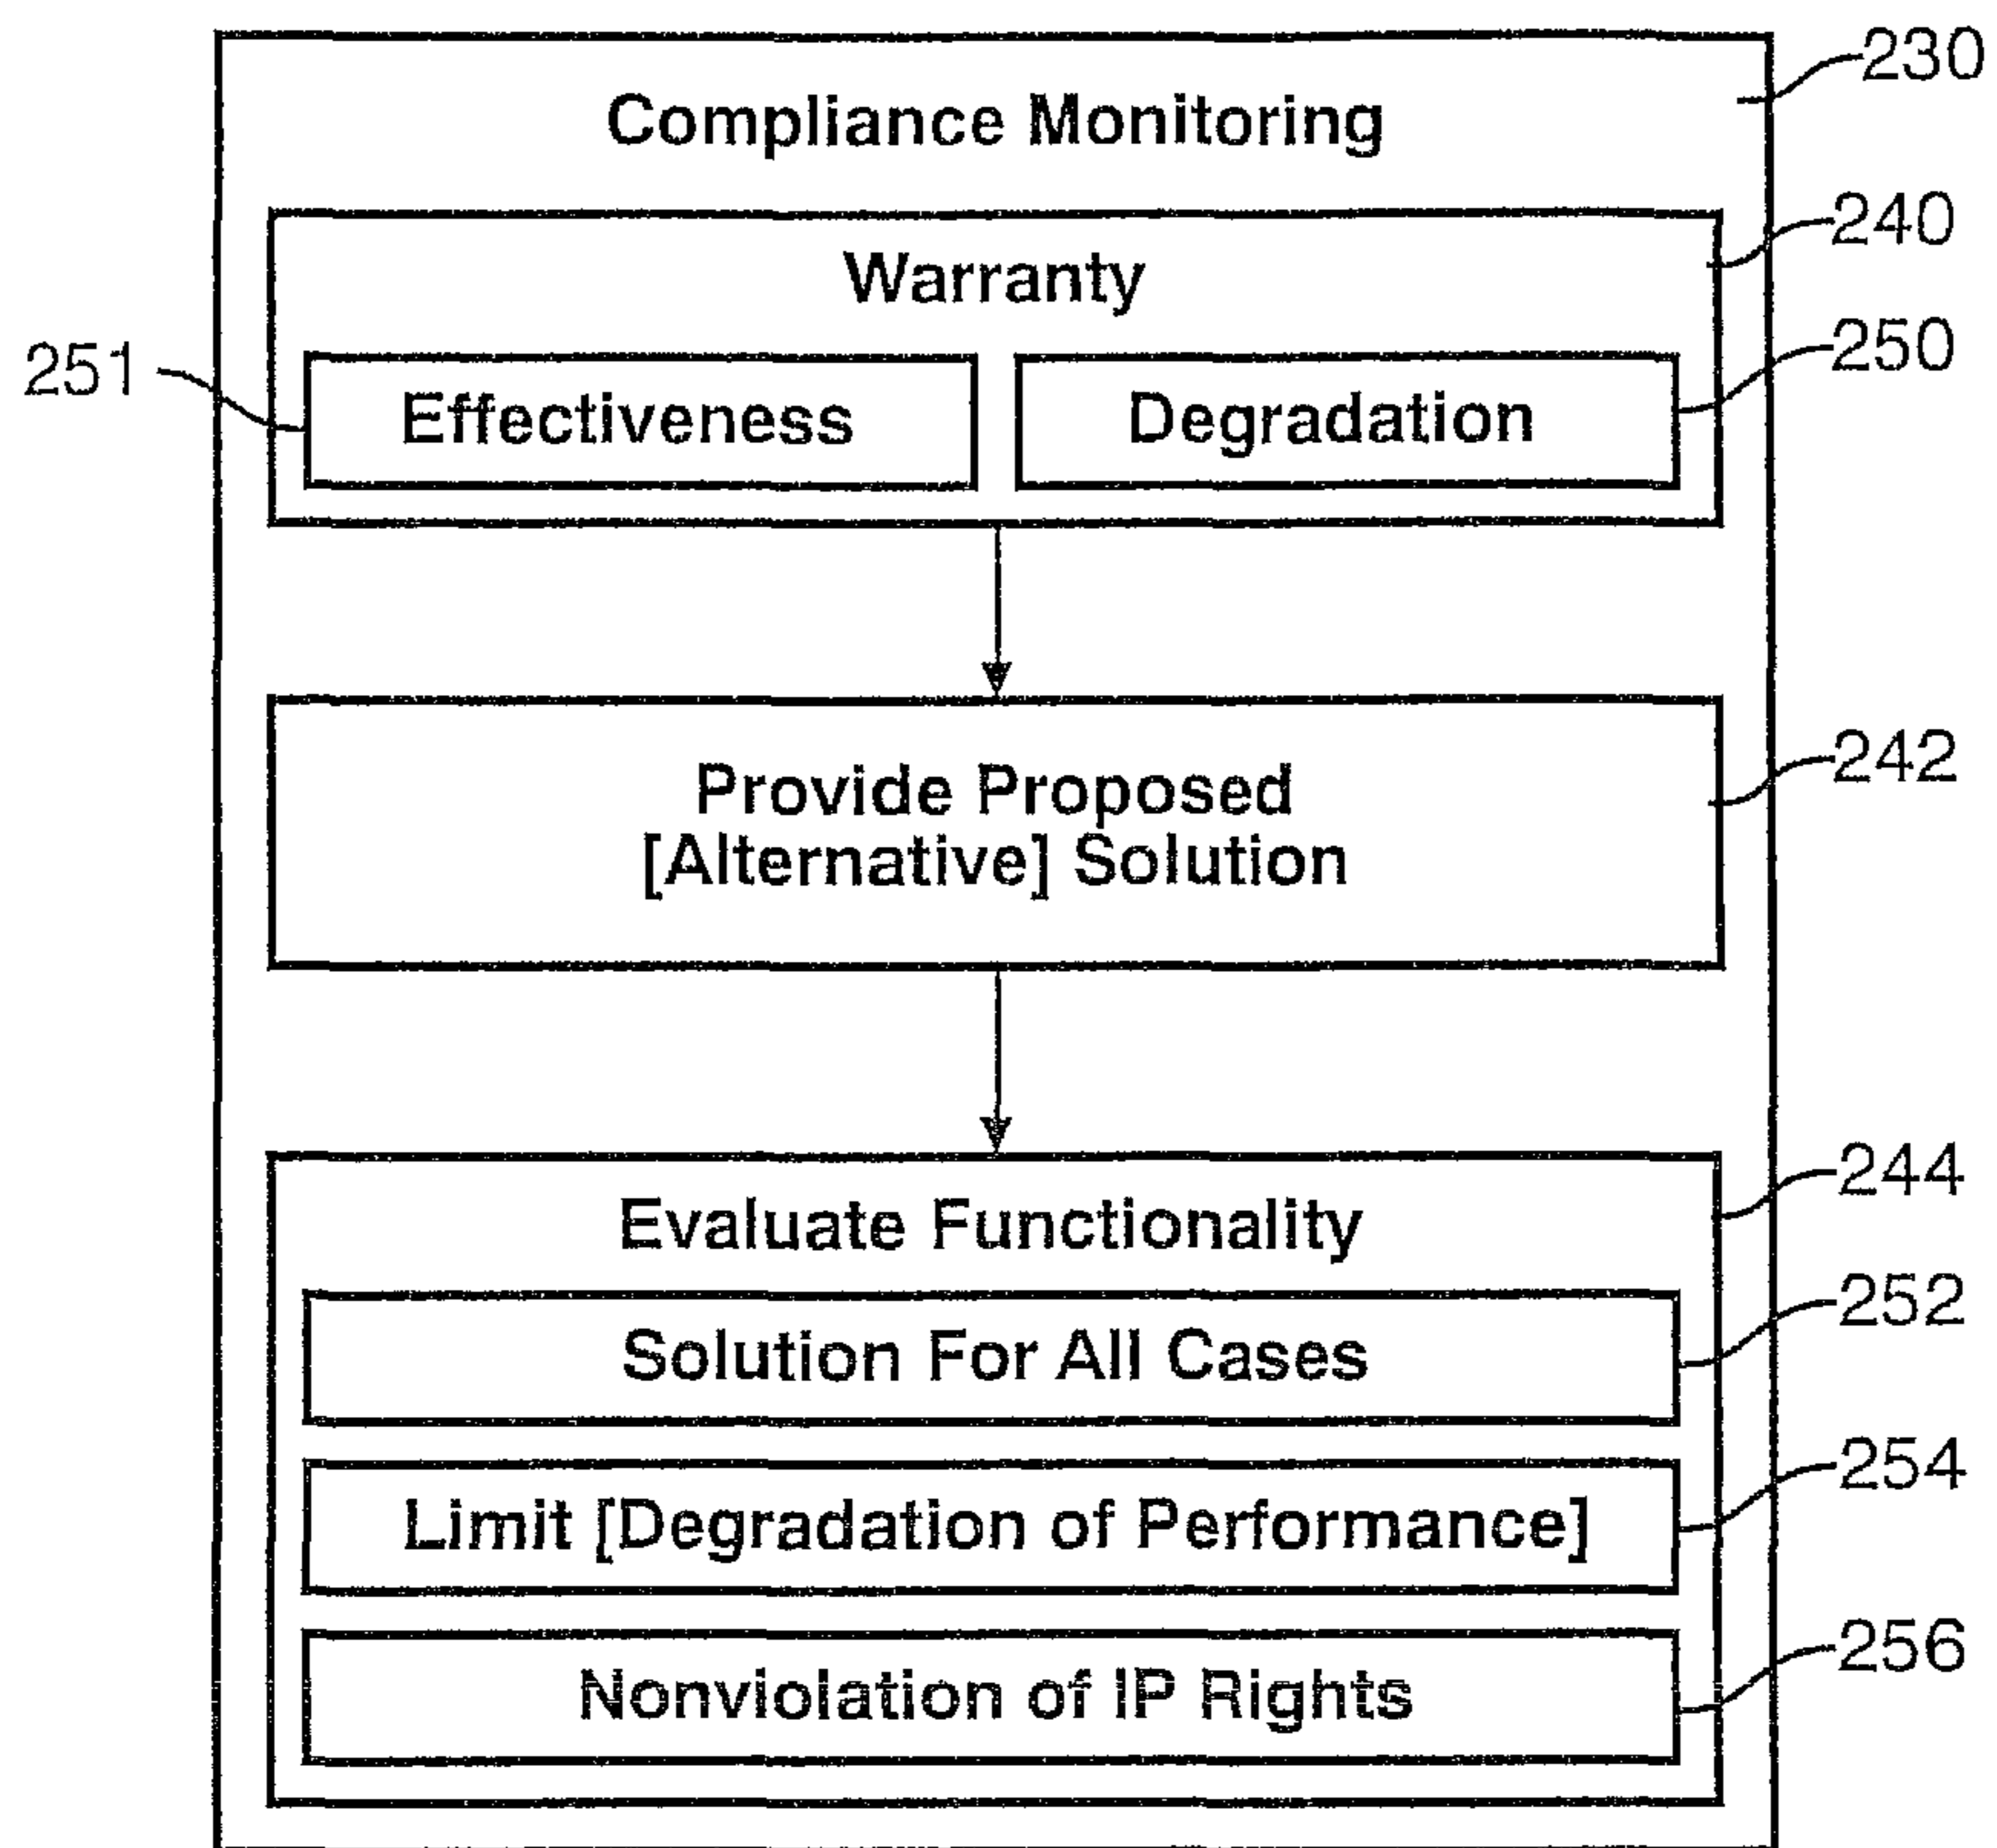 230
Compliance Monitoring
240
Warranty
250
251
Effectiveness
Degradation
242
Provide Proposed
[Alternative] Solution
244
Evaluate Functionality
252
Solution For All Cases
254
Limit [Degradation of Performance]
256
Nonviolation of IP Rights